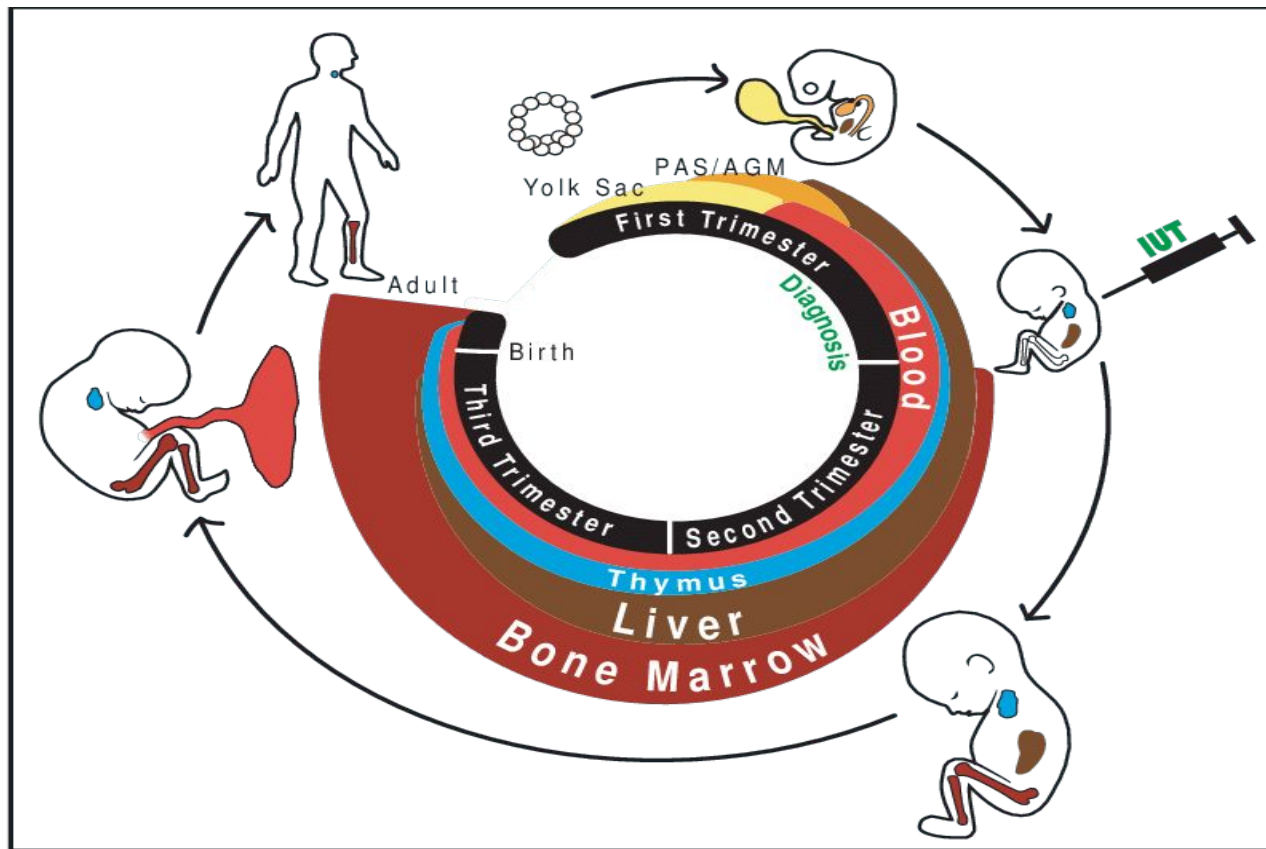 PAS/AGM
Yolk Sac
First Trimester
IUT
Diagnosis
Blood
Adult
Birth
Third Trimester
Second Trimester
Thymus
Liver
Bone Marrow